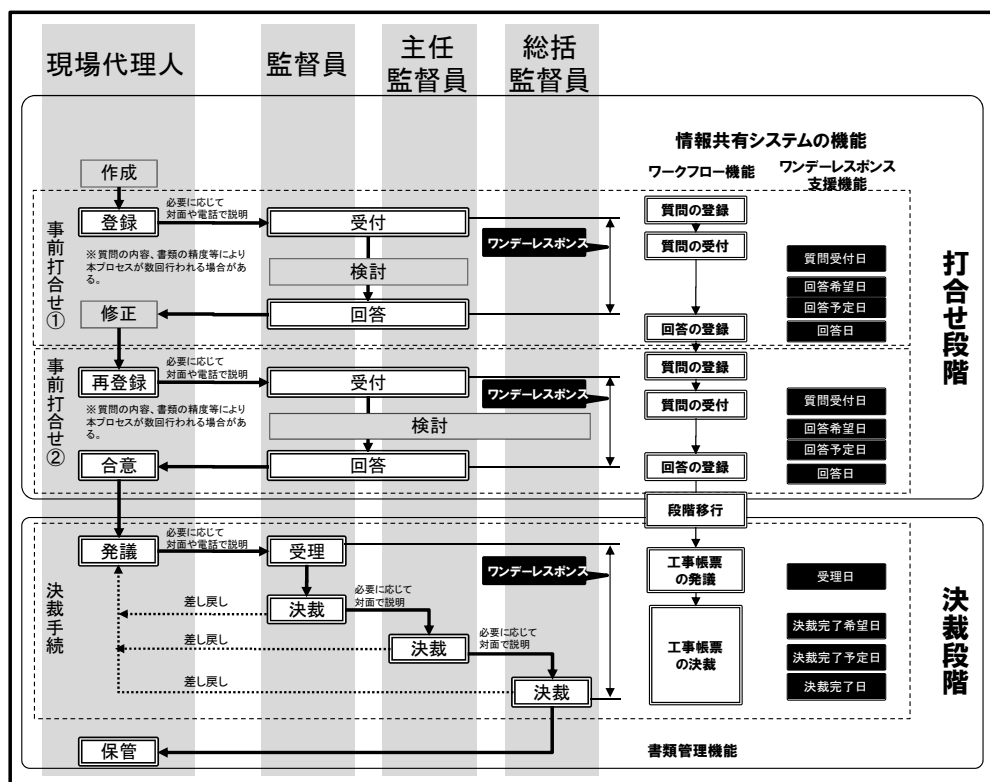 現場代理人
監督員
主任
監督員
総括
監督員
情報共有システムの機能
ワークフロー機能
ワンデーレスポンス
支援機能
打合せ段階
事前打合せ①
作成
登録
必要に応じて
対面や電話で説明
受付
※質問の内容、書類の精度等により
本プロセスが数回行われる場合があ
る。
検討
修正
回答
ワンデーレスポンス
質問の登録
質問の受付
回答の登録
質問受付日
回答希望日
回答予定日
回答日
事前打合せ②
再登録
必要に応じて
対面や電話で説明
受付
※質問の内容、書類の精度等により
本プロセスが数回行われる場合があ
る。
検討
合意
回答
ワンデーレスポンス
質問の登録
質問の受付
回答の登録
質問受付日
回答希望日
回答予定日
回答日
段階移行
決裁段階
決裁手続
発議
必要に応じて
対面や電話で説明
受理
ワンデーレスポンス
工事帳票
の発議
受理日
差し戻し
決裁
必要に応じて
対面で説明
差し戻し
決裁
必要に応じて
対面で説明
差し戻し
決裁
工事帳票
の決裁
決裁完了希望日
決裁完了予定日
決裁完了日
保管
書類管理機能